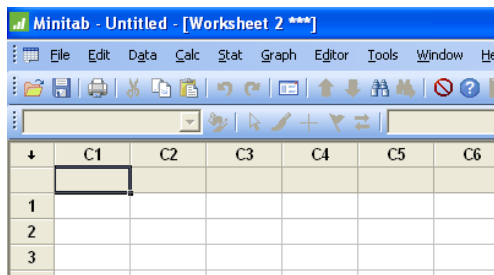 Minitab - Untitled - [Worksheet 2 ***]
File Edit Data Calc Stat Graph Editor Tools Window He
↓ C1 C2 C3 C4 C5 C6
1
2
3